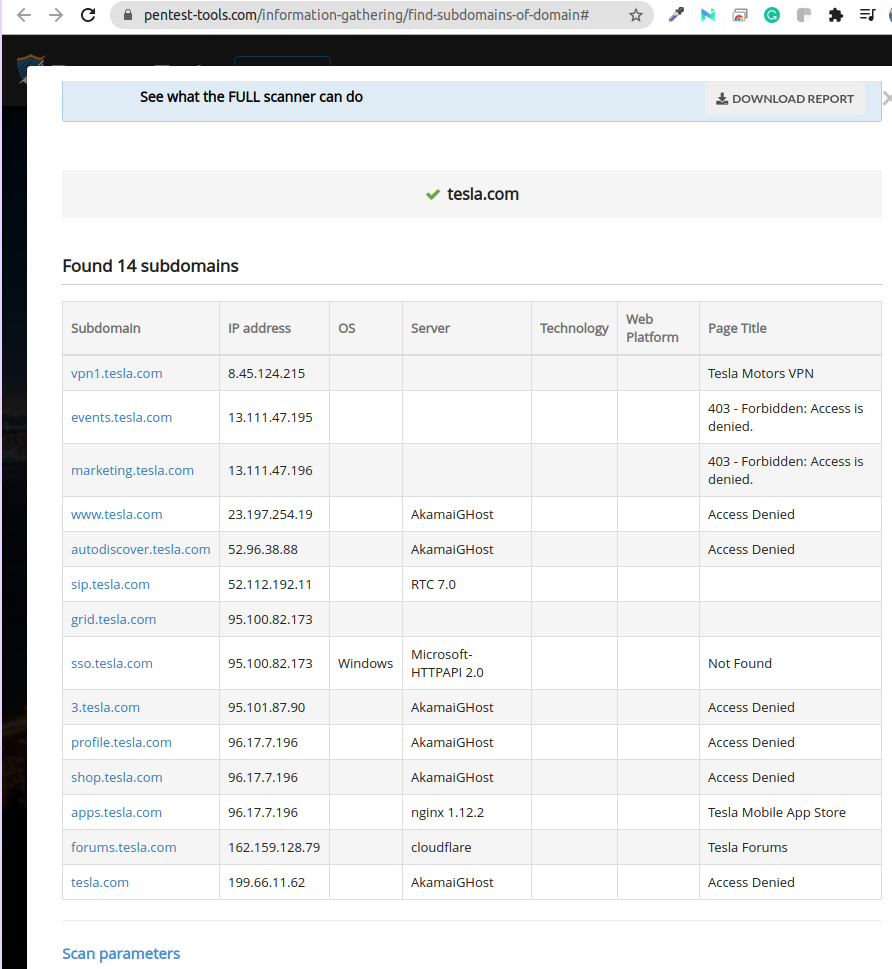 pentest-tools.com/information-gathering/find-subdomains-of-domain#
See what the FULL scanner can do
DOWNLOAD REPORT
tesla.com
Found 14 subdomains
Subdomain IP address OS Server Technology Web Platform Page Title
vpn1.tesla.com 8.45.124.215 Tesla Motors VPN
events.tesla.com 13.111.47.195 403 - Forbidden: Access is
denied.
marketing.tesla.com 13.111.47.196 403 - Forbidden: Access is
denied.
www.tesla.com 23.197.254.19 AkamaiGHost Access Denied
autodiscover.tesla.com 52.96.38.88 AkamaiGHost Access Denied
sip.tesla.com 52.112.192.11 RTC 7.0
grid.tesla.com 95.100.82.173
sso.tesla.com 95.100.82.173 Windows Microsoft-
HTTPAPI 2.0 Not Found
3.tesla.com 95.101.87.90 AkamaiGHost Access Denied
profile.tesla.com 96.17.7.196 AkamaiGHost Access Denied
shop.tesla.com 96.17.7.196 AkamaiGHost Access Denied
apps.tesla.com 96.17.7.196 nginx 1.12.2 Tesla Mobile App Store
forums.tesla.com 162.159.128.79 cloudflare Tesla Forums
tesla.com 199.66.11.62 AkamaiGHost Access Denied
Scan parameters